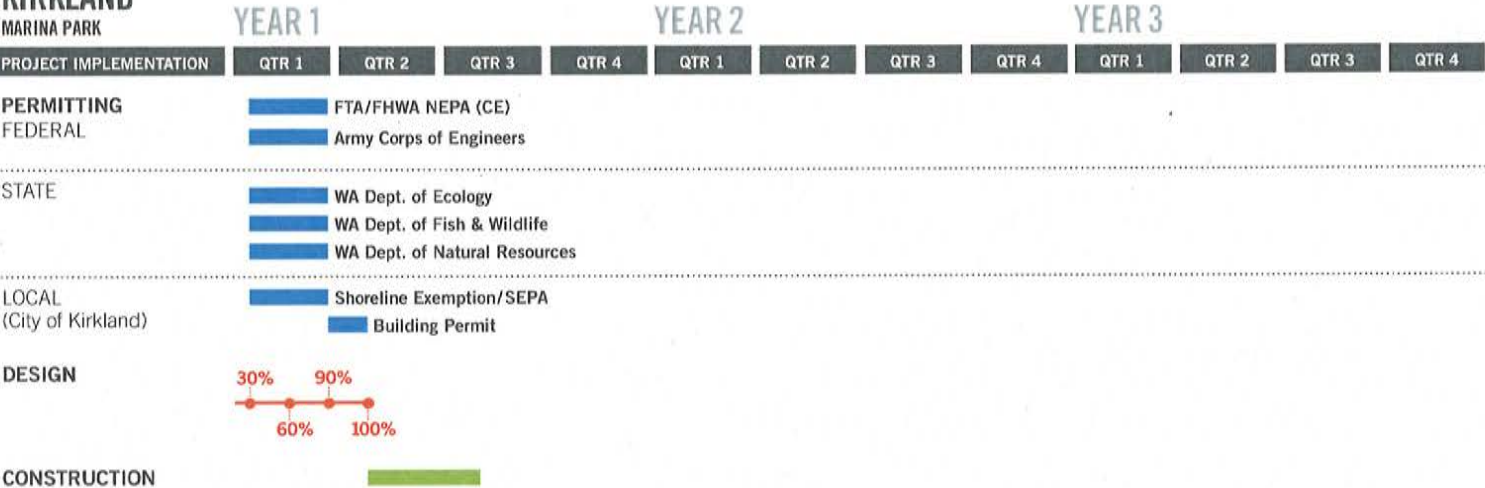 KIRKLAND
MARINA PARK
YEAR 1 YEAR 2 YEAR 3
PROJECT IMPLEMENTATION QTR 1 QTR 2 QTR 3 QTR 4 QTR 1 QTR 2 QTR 3 QTR 4 QTR 1 QTR 2 QTR 3 QTR 4
PERMITTING FTA/FHWA NEPA (CE)
FEDERAL
Army Corps of Engineers
STATE
WA Dept. of Ecology
WA Dept. of Fish & Wildlife
WA Dept. of Natural Resources
LOCAL Shoreline Exemption/SEPA
(City of Kirkland) Building Permit
DESIGN
30% 90%
60% 100%
CONSTRUCTION